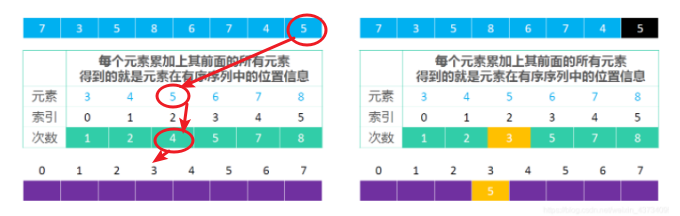 7 3 5 8 6 7 4 5
每个元素累加上其前面的所有元素
得到的就是元素在有序序列中的位置信息
元素 3 4 5 6 7 8
索引 0 1 2 3 4 5
次数 1 2 4 5 7 8
0 1 2 3 4 5 6 7
7 3 5 8 6 7 4 5
每个元素累加上其前面的所有元素
得到的就是元素在有序序列中的位置信息
元素 3 4 5 6 7 8
索引 0 1 2 3 4 5
次数 1 2 3 5 7 8
0 1 2 3 4 5 6 7
5